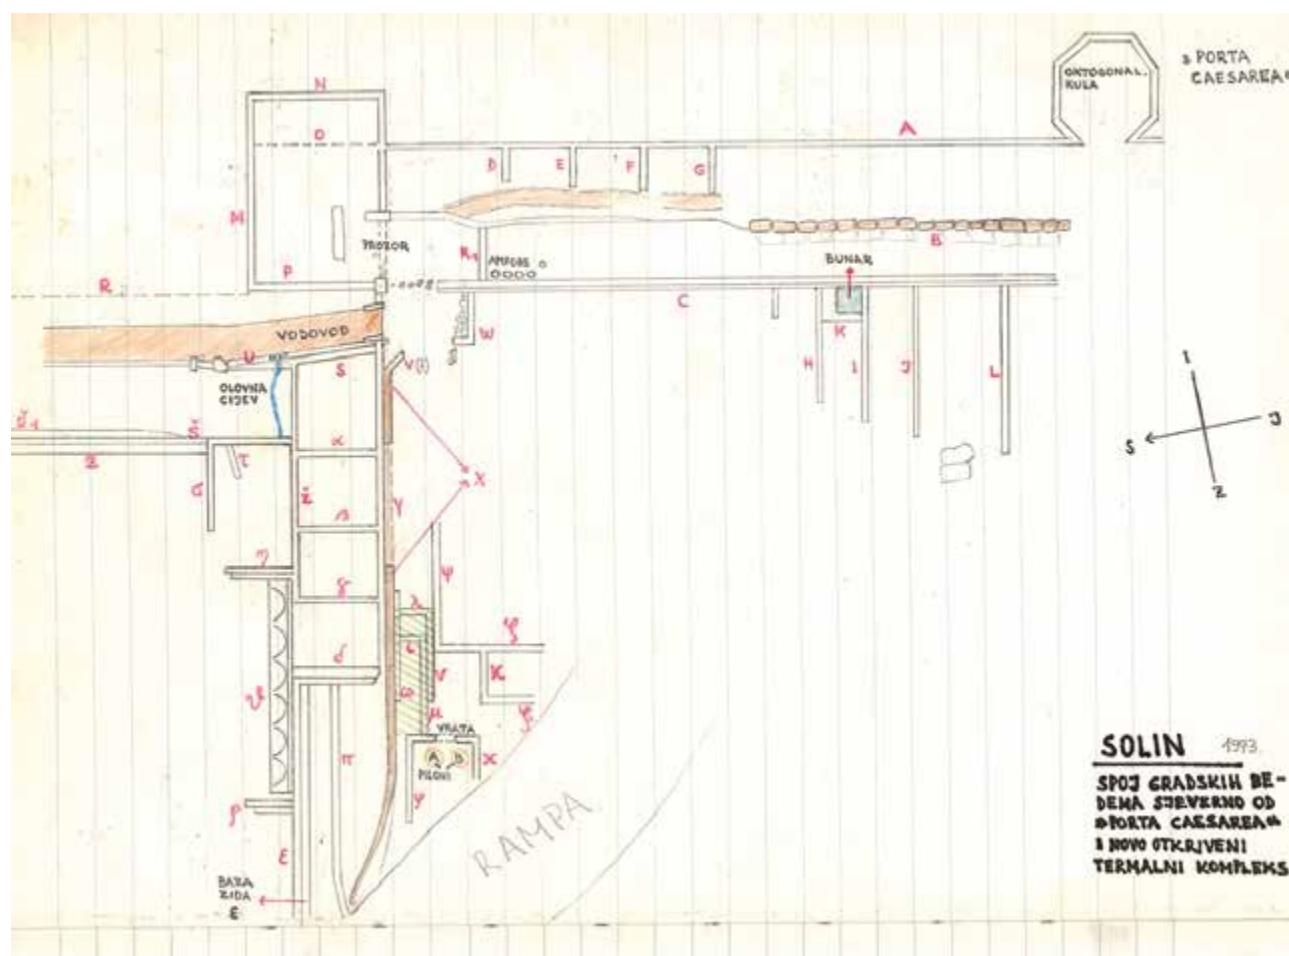 » PORTA
CAESAREA«
OKTOGONAL.
KULA
N
O
A
D
E
F
G
M
PROZOR
B
K₁
AMFORE
BUNAR
P
R
C
VODOVOD
U
W
K
S
V(?)
H
I
J
L
OLOVNA
CIJEV
Š
Z
α
X
τ
Ž
β
γ
I
S
J
Z
η
ψ
λ
δ
ι
ν
ω
μ
VRATA
A
B
PILONI
π
ρ
ε
RAMPA
BAZA
ZIDA
ε
SOLIN 1993.
SPOJ GRADSKIH BE-
DEMA SJEVERNO OD
»PORTA CAESAREA«
I NOVO OTKRIVENI
TERMALNI KOMPLEKS